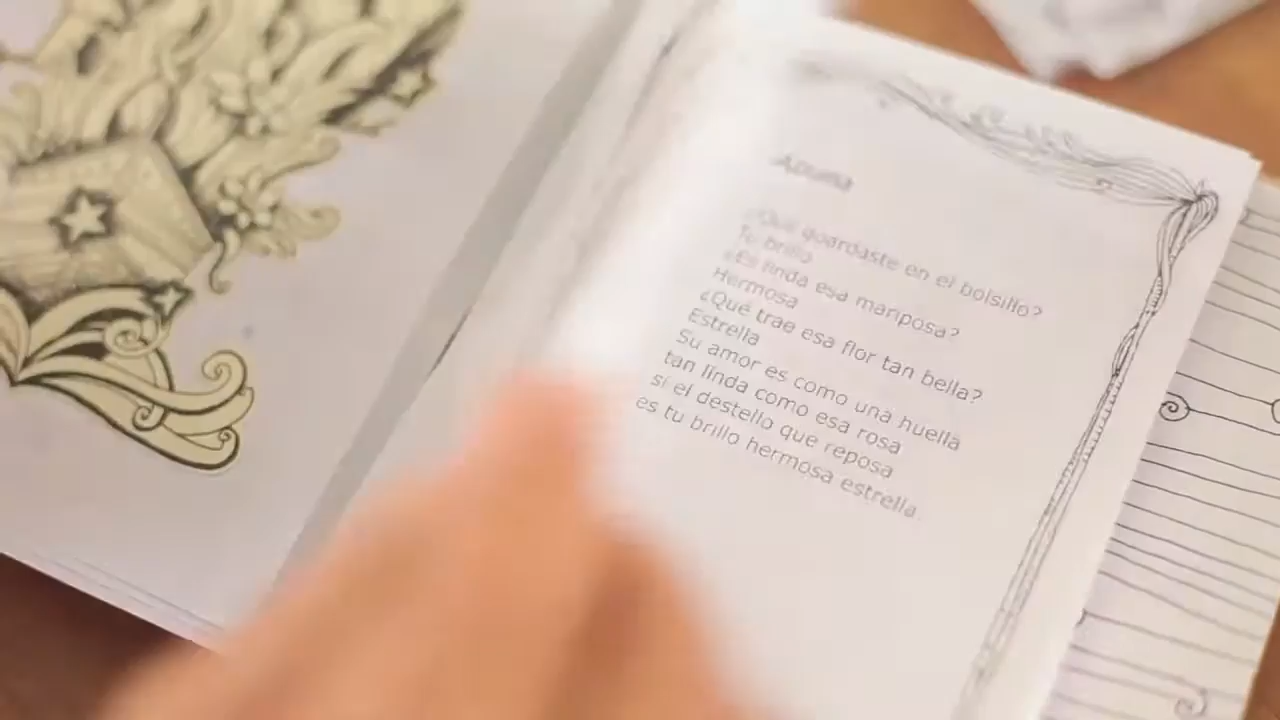 ¿Qué guardaste en el bolsillo?
Tu brillo
¿Es linda esa mariposa?
Hermosa
¿Qué trae esa flor tan bella?
Estrella
Su amor es como una huella
tan linda como esa rosa
si el destello que reposa
es tu brillo hermosa estrella.